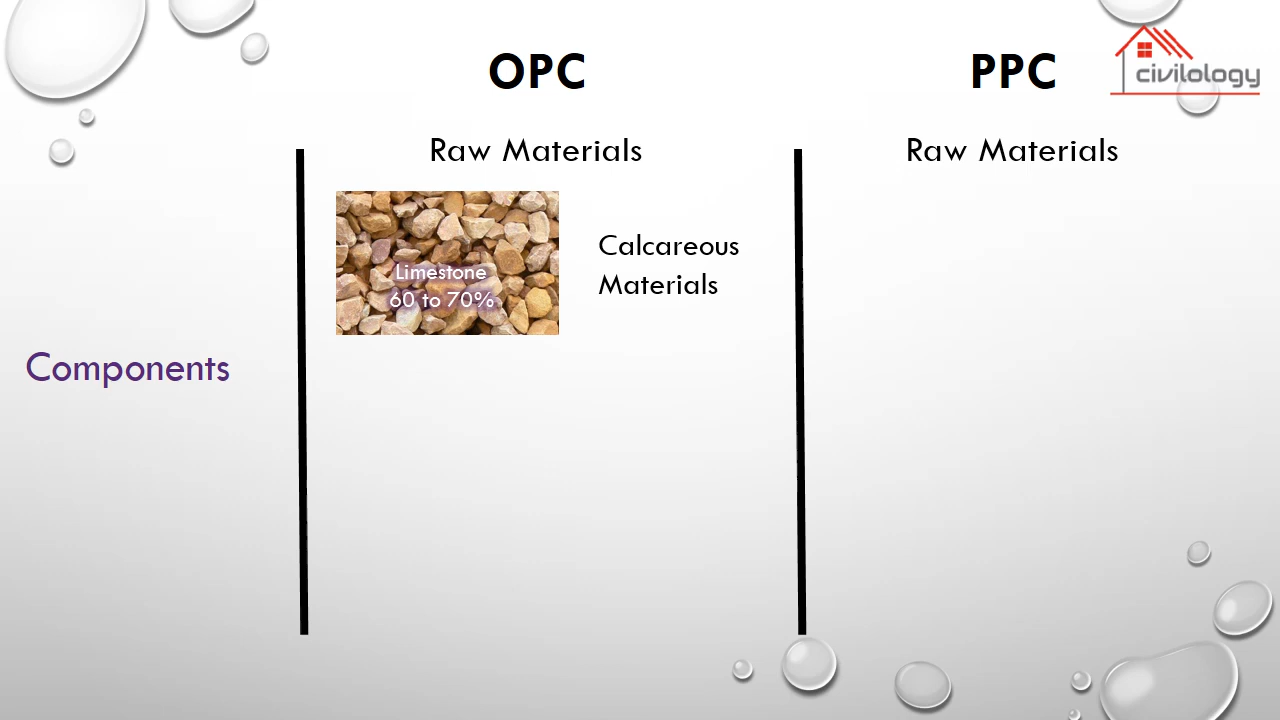 OPC
PPC
civilology
Raw Materials
Raw Materials
Limestone
60 to 70%
Calcareous
Materials
Components